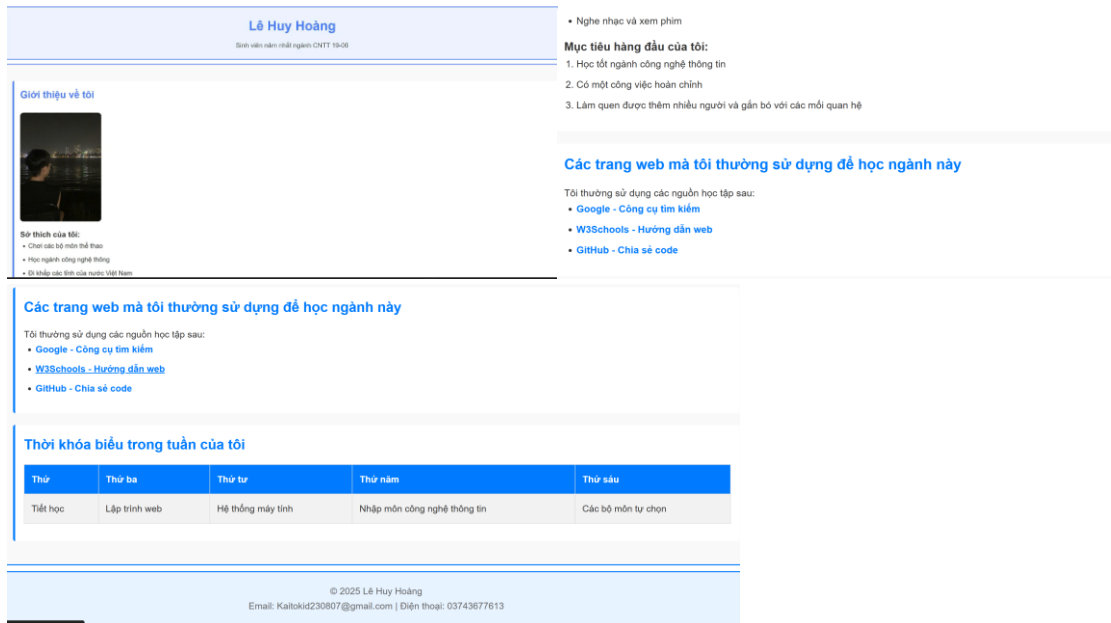 Lê Huy Hoàng
Sinh viên năm nhất ngành CNTT 19-06
Giới thiệu về tôi
Sở thích của tôi:
Chơi các bộ môn thể thao
Học ngành công nghệ thông
Đi khắp các tỉnh của nước Việt Nam
Nghe nhạc và xem phim
Mục tiêu hàng đầu của tôi:
1. Học tốt ngành công nghệ thông tin
2. Có một công việc hoàn chỉnh
3. Làm quen được thêm nhiều người và gắn bó với các mối quan hệ
Các trang web mà tôi thường sử dụng để học ngành này
Tôi thường sử dụng các nguồn học tập sau:
Google - Công cụ tìm kiếm
W3Schools - Hướng dẫn web
GitHub - Chia sẻ code
Các trang web mà tôi thường sử dụng để học ngành này
Tôi thường sử dụng các nguồn học tập sau:
Google - Công cụ tìm kiếm
W3Schools - Hướng dẫn web
GitHub - Chia sẻ code
Thời khóa biểu trong tuần của tôi
Thứ Thứ ba Thứ tư Thứ năm Thứ sáu
Tiết học Lập trình web Hệ thống máy tính Nhập môn công nghệ thông tin Các bộ môn tự chọn
© 2025 Lê Huy Hoàng
Email: Kaitokid230807@gmail.com | Điện thoại: 03743677613